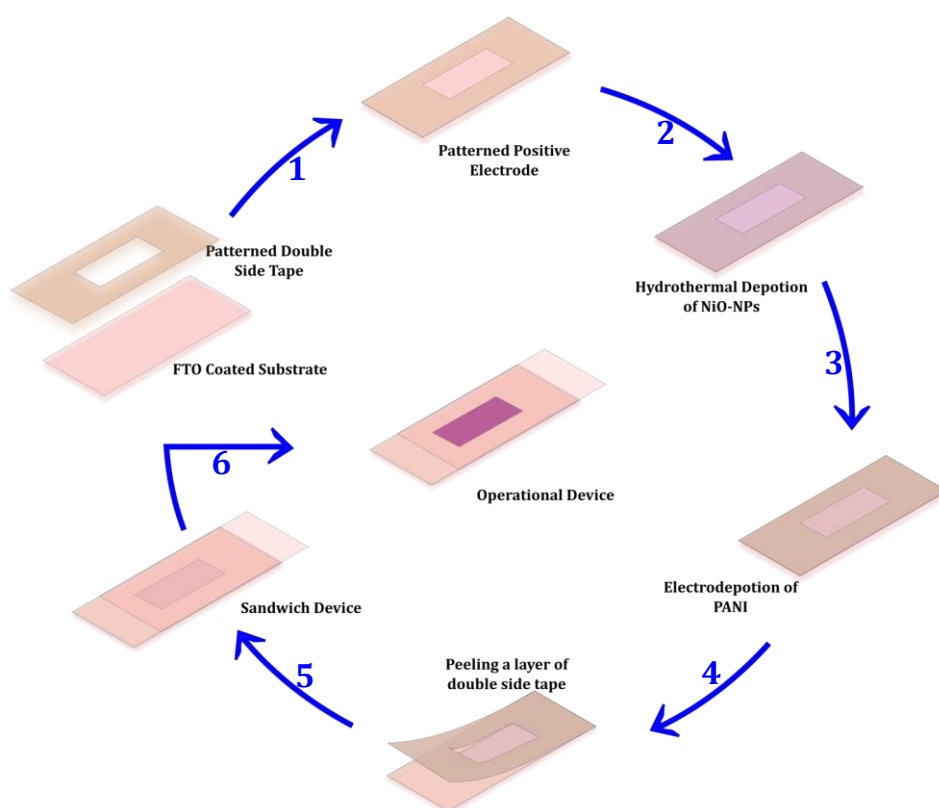 Patterned Double
Side Tape
FTO Coated Substrate
1
Patterned Positive
Electrode
2
Hydrothermal Depotion
of NiO-NPs
3
Electrodepotion of
PANI
4
Peeling a layer of
double side tape
5
Sandwich Device
6
Operational Device